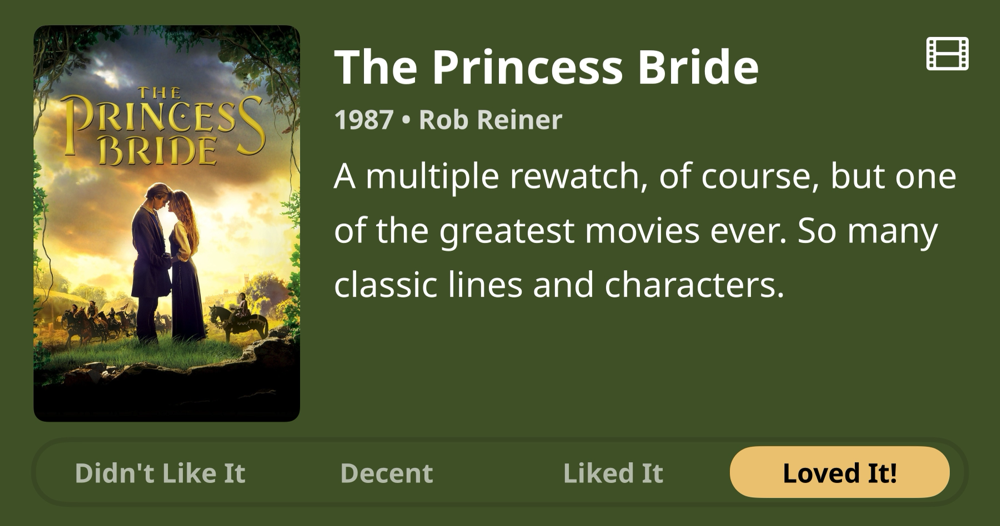 THE
PRINCESS
BRIDE
The Princess Bride
1987 • Rob Reiner
A multiple rewatch, of course, but one
of the greatest movies ever. So many
classic lines and characters.
Didn't Like It
Decent
Liked It
Loved It!